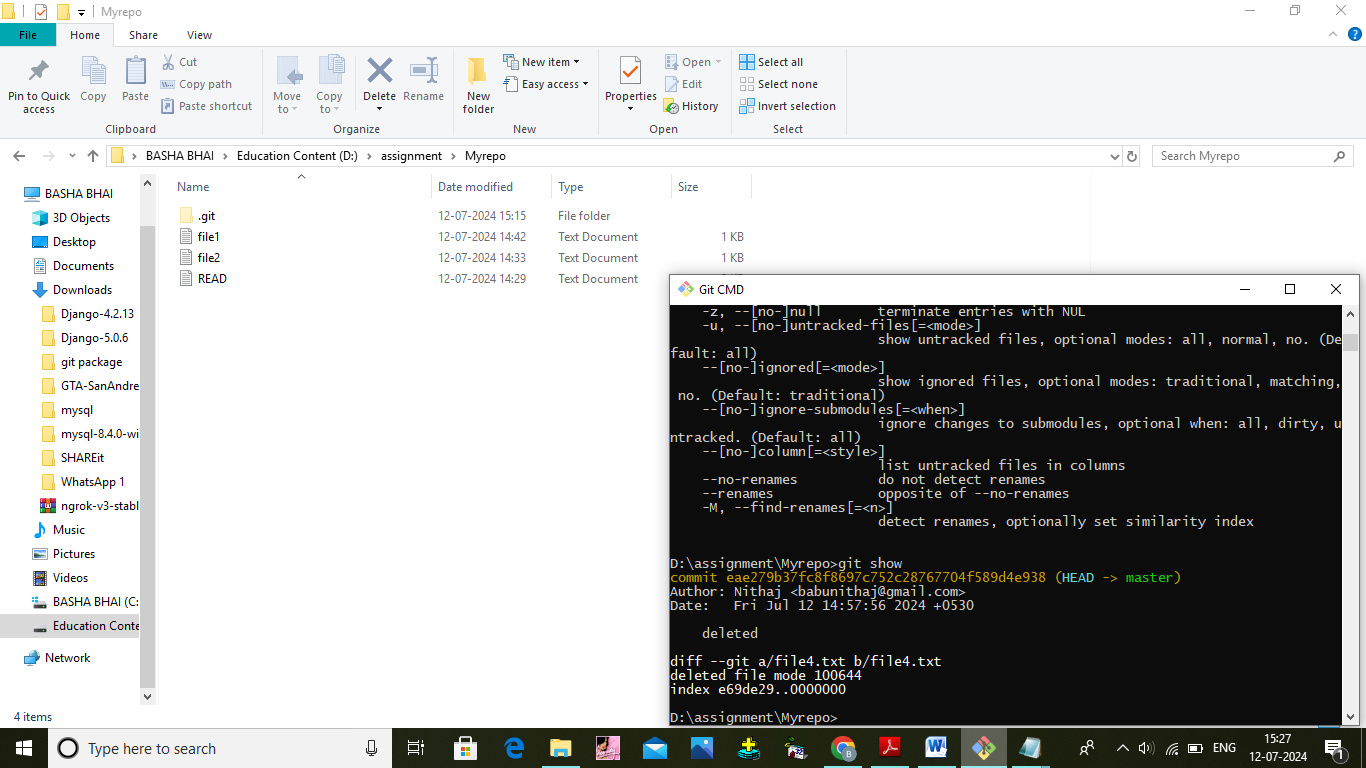 Myrepo
File Home Share View
Pin to Quick access
Copy
Paste
Cut
Copy path
Paste shortcut
Clipboard
Move to
Copy to
Delete
Rename
Organize
New folder
New item
Easy access
New
Properties
Open
Edit
History
Open
Select all
Select none
Invert selection
Select
BASHA BHAI › Education Content (D:) › assignment › Myrepo
Search Myrepo
BASHA BHAI
3D Objects
Desktop
Documents
Downloads
Django-4.2.13
Django-5.0.6
git package
GTA-SanAndre
mysql
mysql-8.4.0-wi
SHAREit
WhatsApp 1
ngrok-v3-stabl
Music
Pictures
Videos
BASHA BHAI (C:
Education Conte
Network
Name Date modified Type Size
.git 12-07-2024 15:15 File folder
file1 12-07-2024 14:42 Text Document 1 KB
file2 12-07-2024 14:33 Text Document 1 KB
READ 12-07-2024 14:29 Text Document
4 items
Git CMD
-z, --[no-]null terminate entries with NUL
-u, --[no-]untracked-files[=<mode>]
show untracked files, optional modes: all, normal, no. (De
fault: all)
--[no-]ignored[=<mode>]
show ignored files, optional modes: traditional, matching,
no. (Default: traditional)
--[no-]ignore-submodules[=<when>]
ignore changes to submodules, optional when: all, dirty, u
ntracked. (Default: all)
--[no-]column[=<style>]
list untracked files in columns
--no-renames do not detect renames
--renames opposite of --no-renames
-M, --find-renames[=<n>]
detect renames, optionally set similarity index
D:\assignment\Myrepo>git show
commit eae279b37fc8f8697c752c28767704f589d4e938 (HEAD -> master)
Author: Nithaj <babunithaj@gmail.com>
Date: Fri Jul 12 14:57:56 2024 +0530
deleted
diff --git a/file4.txt b/file4.txt
deleted file mode 100644
index e69de29..0000000
D:\assignment\Myrepo>
Type here to search
ENG
15:27
12-07-2024
1